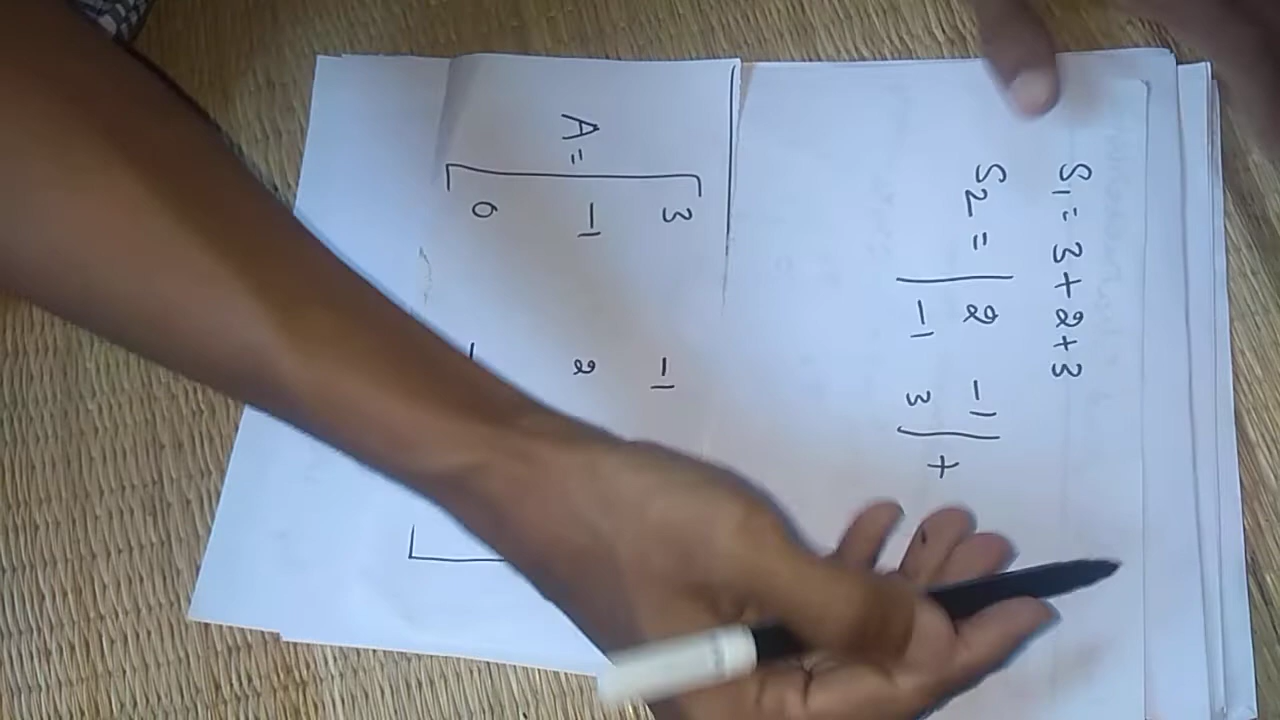 S₁ = 3 + 2 + 3
S₂ = | 2 -1 | +
| -1 3 |
[ 3 -1
A = -1 2
0